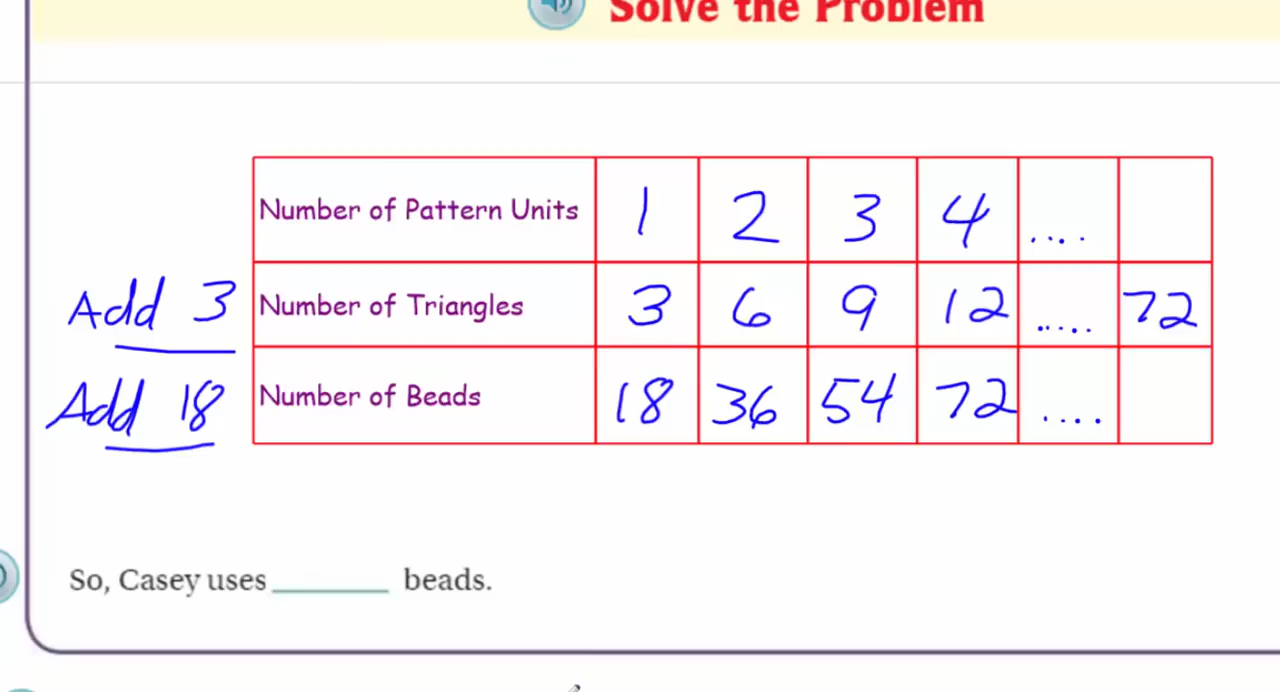 Solve the Problem
Number of Pattern Units 1 2 3 4 ....
Add 3 Number of Triangles 3 6 9 12 ..... 72
Add 18 Number of Beads 18 36 54 72 ....
So, Casey uses ______ beads.